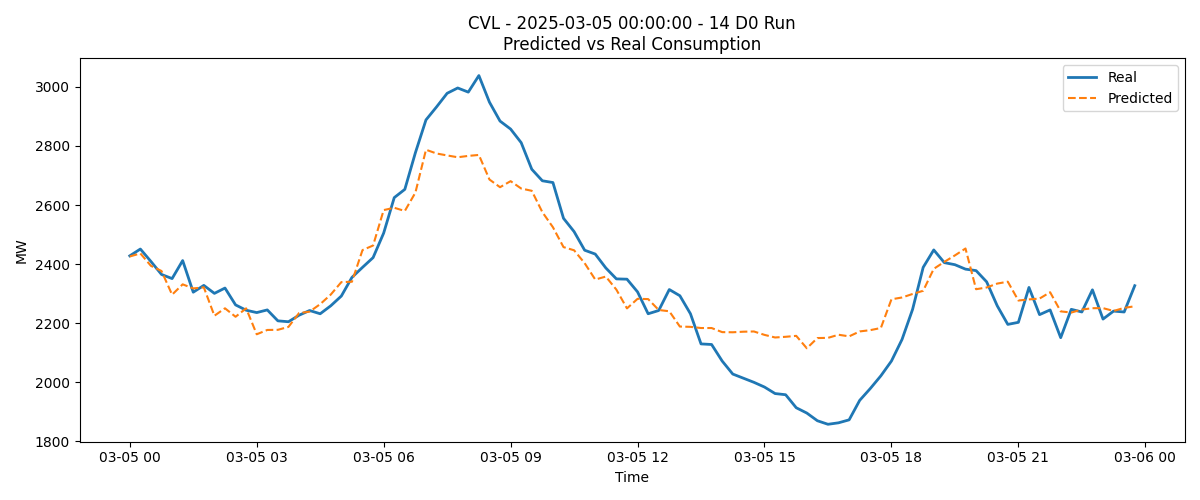 CVL - 2025-03-05 00:00:00 - 14 D0 Run
Predicted vs Real Consumption
Real
Predicted
MW
3000
2800
2600
2400
2200
2000
1800
03-05 00
03-05 03
03-05 06
03-05 09
03-05 12
03-05 15
03-05 18
03-05 21
03-06 00
Time